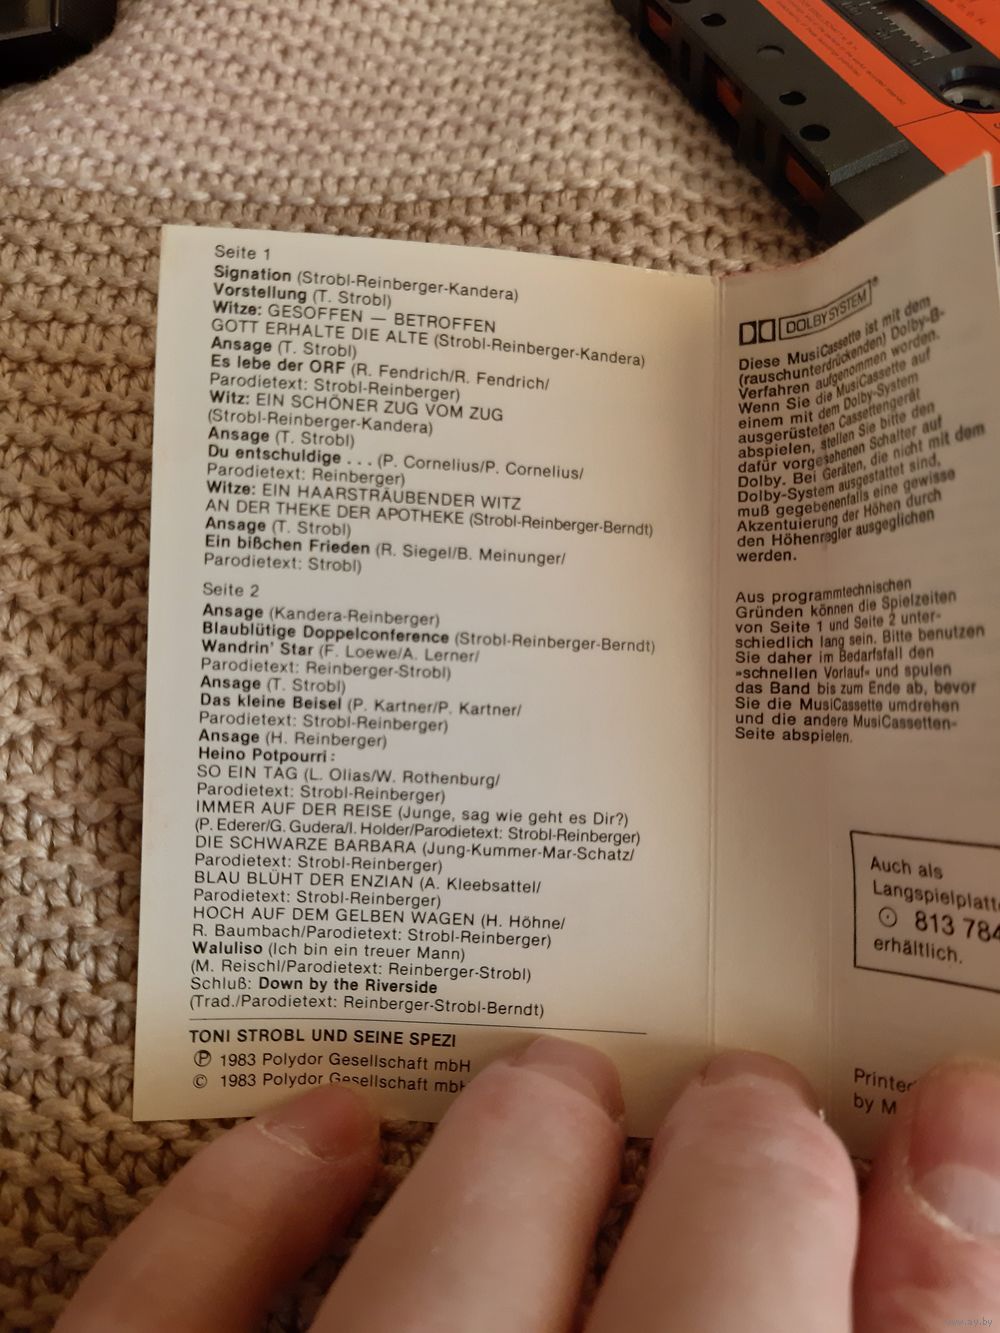 Seite 1
Signation (Strobl-Reinberger-Kandera)
Vorstellung (T. Strobl)
Witze: GESOFFEN — BETROFFEN
GOTT ERHALTE DIE ALTE (Strobl-Reinberger-Kandera)
Ansage (T. Strobl)
Es lebe der ORF (R. Fendrich/R. Fendrich/
Parodietext: Strobl-Reinberger)
Witz: EIN SCHÖNER ZUG VOM ZUG
(Strobl-Reinberger-Kandera)
Ansage (T. Strobl)
Du entschuldige . . . (P. Cornelius/P. Cornelius/
Parodietext: Reinberger)
Witze: EIN HAARSTRÄUBENDER WITZ
AN DER THEKE DER APOTHEKE (Strobl-Reinberger-Berndt)
Ansage (T. Strobl)
Ein bißchen Frieden (R. Siegel/B. Meinunger/
Parodietext: Strobl)
Seite 2
Ansage (Kandera-Reinberger)
Blaublütige Doppelconference (Strobl-Reinberger-Berndt)
Wandrin' Star (F. Loewe/A. Lerner/
Parodietext: Reinberger-Strobl)
Ansage (T. Strobl)
Das kleine Beisel (P. Kartner/P. Kartner/
Parodietext: Strobl-Reinberger)
Ansage (H. Reinberger)
Heino Potpourri:
SO EIN TAG (L. Olias/W. Rothenburg/
Parodietext: Strobl-Reinberger)
IMMER AUF DER REISE (Junge, sag wie geht es Dir?)
(P. Ederer/G. Gudera/I. Holder/Parodietext: Strobl-Reinberger)
DIE SCHWARZE BARBARA (Jung-Kummer-Mar-Schatz/
Parodietext: Strobl-Reinberger)
BLAU BLÜHT DER ENZIAN (A. Kleebsattel/
Parodietext: Strobl-Reinberger)
HOCH AUF DEM GELBEN WAGEN (H. Höhne/
R. Baumbach/Parodietext: Strobl-Reinberger)
Waluliso (Ich bin ein treuer Mann)
(M. Reischl/Parodietext: Reinberger-Strobl)
Schluß: Down by the Riverside
(Trad./Parodietext: Reinberger-Strobl-Berndt)
TONI STROBL UND SEINE SPEZI
Ⓟ 1983 Polydor Gesellschaft mbH
© 1983 Polydor Gesellschaft mbH
DOLBY SYSTEM®
Diese MusiCassette ist mit dem
(rauschunterdrückenden) Dolby-B-
Verfahren aufgenommen worden.
Wenn Sie die MusiCassette auf
einem mit dem Dolby-System
ausgerüsteten Cassettengerät
abspielen, stellen Sie bitte den
dafür vorgesehenen Schalter auf
Dolby. Bei Geräten, die nicht mit dem
Dolby-System ausgestattet sind,
muß gegebenenfalls eine gewisse
Akzentuierung der Höhen durch
den Höhenregler ausgeglichen
werden.
Aus programmtechnischen
Gründen können die Spielzeiten
von Seite 1 und Seite 2 unter-
schiedlich lang sein. Bitte benutzen
Sie daher im Bedarfsfall den
»schnellen Vorlauf« und spulen
das Band bis zum Ende ab, bevor
Sie die MusiCassette umdrehen
und die andere MusiCassetten-
Seite abspielen.
Auch als
Langspielplatte
813 784
erhältlich.
Printed
by M
www.ay.by